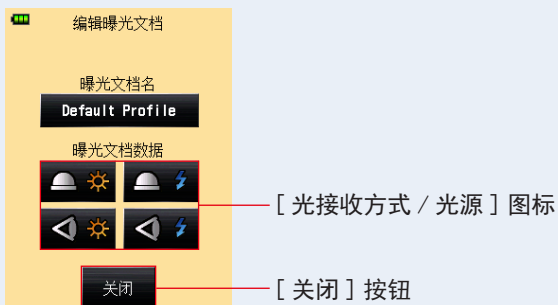 编辑曝光文档
曝光文档名
Default Profile
曝光文档数据
[ 光接收方式 / 光源 ] 图标
关闭
[ 关闭 ] 按钮